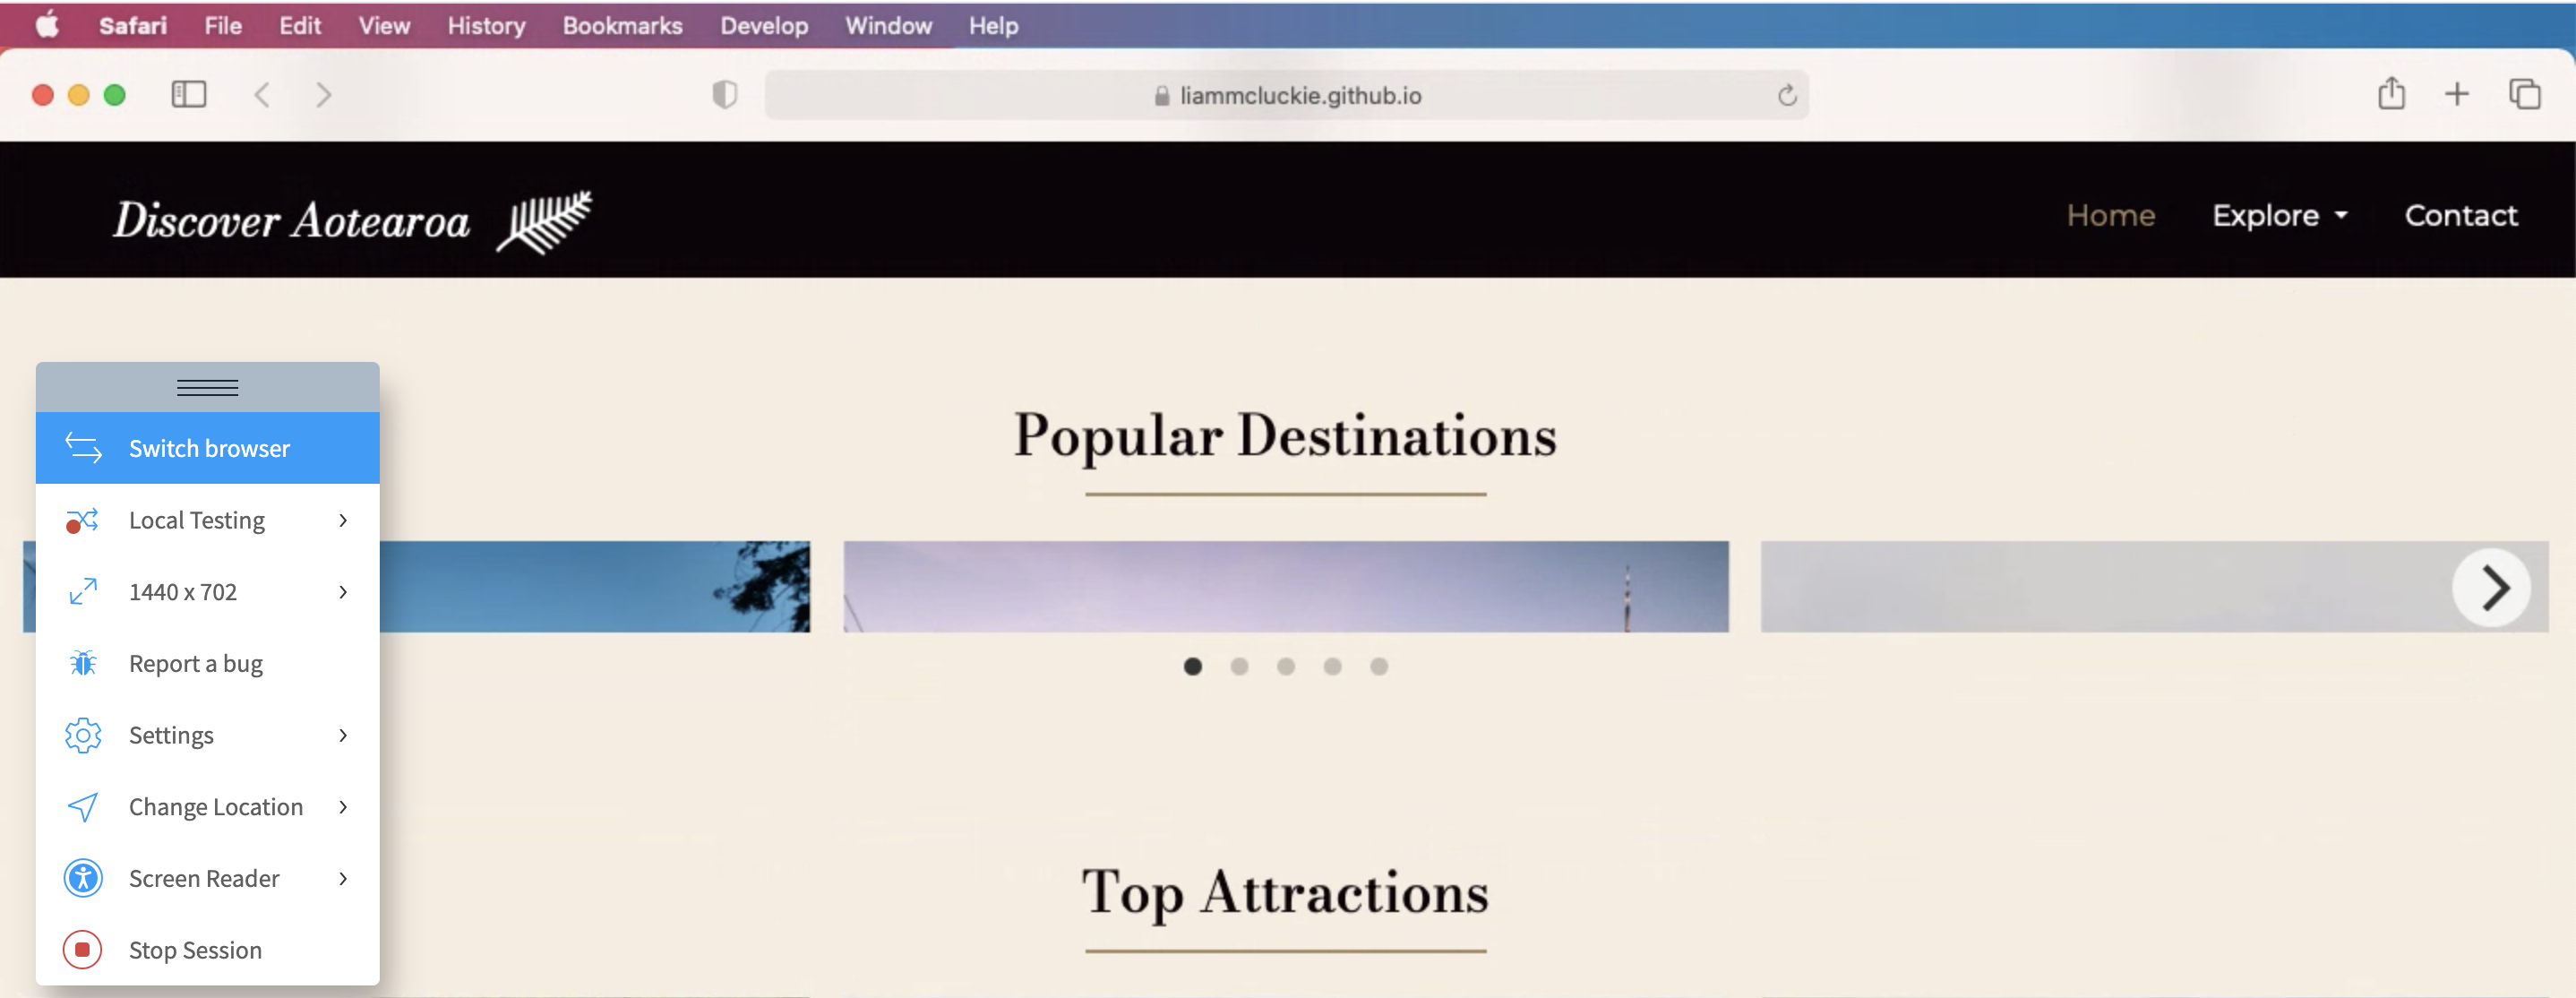 Safari File Edit View History Bookmarks Develop Window Help
liammcluckie.github.io
Discover Aotearoa
Home Explore Contact
Popular Destinations
Switch browser
Local Testing
1440 x 702
Report a bug
Settings
Change Location
Screen Reader
Stop Session
Top Attractions